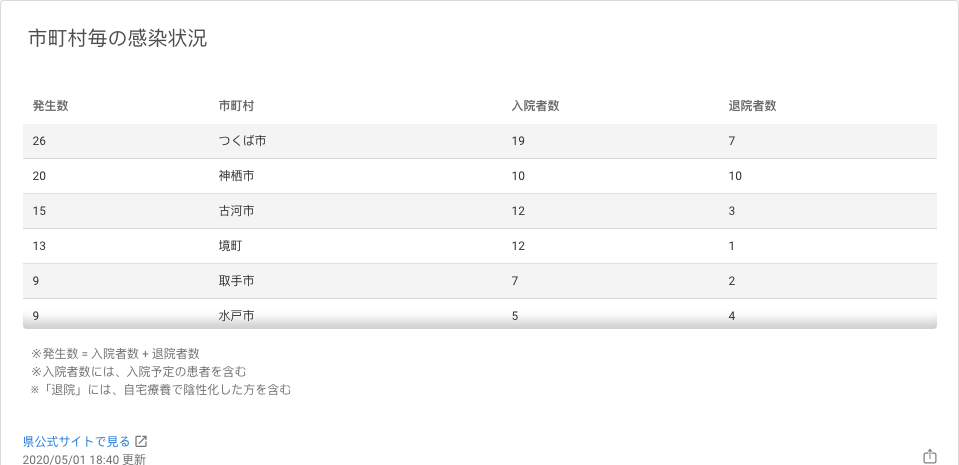 市町村毎の感染状況
発生数 市町村 入院者数 退院者数
26 つくば市 19 7
20 神栖市 10 10
15 古河市 12 3
13 境町 12 1
9 取手市 7 2
9 水戸市 5 4
※発生数 = 入院者数 + 退院者数
※入院者数には、入院予定の患者を含む
※「退院」には、自宅療養で陰性化した方を含む
県公式サイトで見る
2020/05/01 18:40 更新